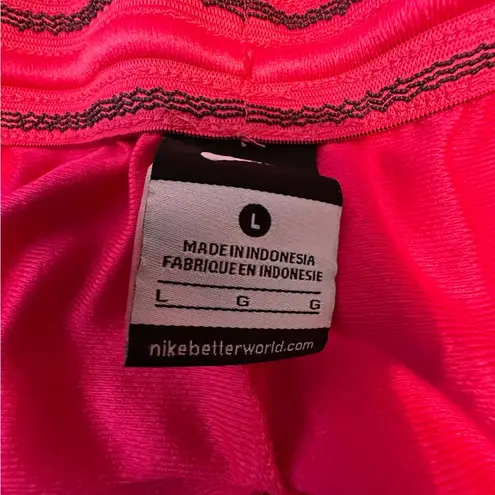 L
MADE IN INDONESIA
FABRIQUE EN INDONESIE
L G G
nikebetterworld.com